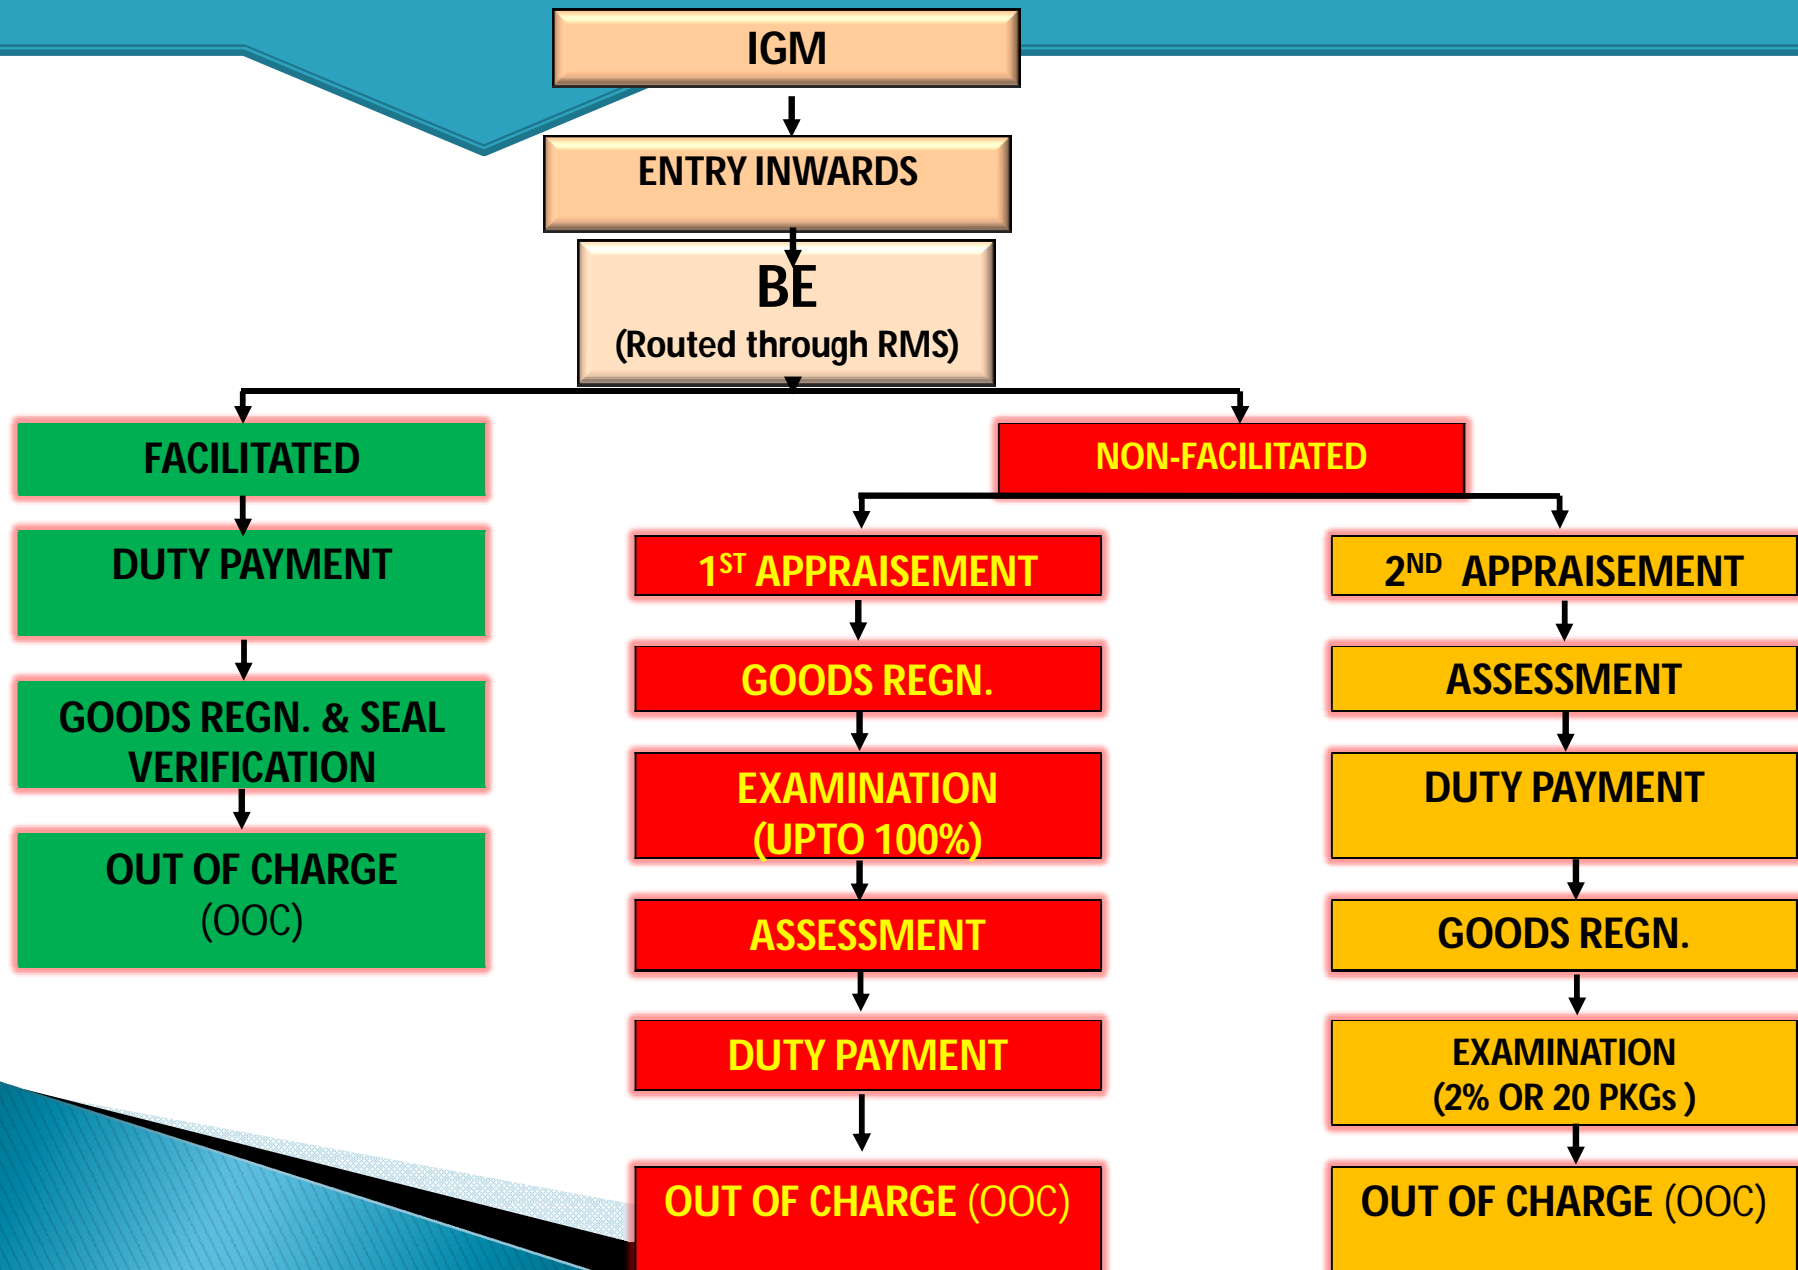 IGM
ENTRY INWARDS
BE
(Routed through RMS)
FACILITATED
DUTY PAYMENT
GOODS REGN. & SEAL
VERIFICATION
OUT OF CHARGE
(OOC)
NON-FACILITATED
1ST APPRAISEMENT
GOODS REGN.
EXAMINATION
(UPTO 100%)
ASSESSMENT
DUTY PAYMENT
OUT OF CHARGE (OOC)
2ND APPRAISEMENT
ASSESSMENT
DUTY PAYMENT
GOODS REGN.
EXAMINATION
(2% OR 20 PKGs )
OUT OF CHARGE (OOC)